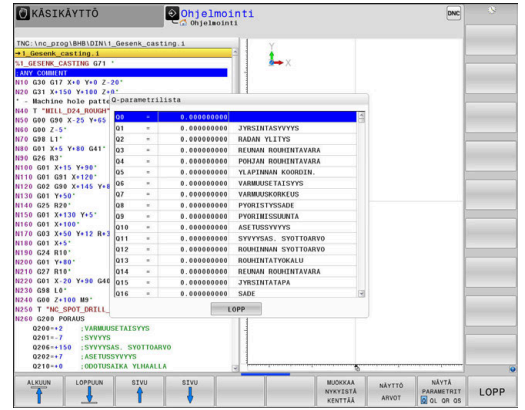 KÄSIKÄYTTÖ
Ohjelmointi
Ohjelmointi
DNC
TNC:\nc_prog\BHB\DIN\1_Gesenk_casting.i
→1_Gesenk_casting.i
%1_GESENK_CASTING G71 *
;ANY COMMENT
N10 G30 G17 X+0 Y+0 Z-20*
N20 G31 X+150 Y+100 Z+0*
* - Machine hole patte
N40 T "MILL_D24_ROUGH"
N50 G00 G90 X-25 Y+65
N60 G00 Z-5*
N70 G98 L1*
N80 G01 X+5 Y+80 G41*
N90 G26 R3*
N100 G01 X+15 Y+90*
N110 G01 G91 X+120*
N120 G02 G90 X+145 Y+8
N130 G01 Y+50*
N140 G25 R20*
N150 G01 X+130 Y+5*
N160 G01 X+100*
N170 G03 X+50 Y+12 R+3
N180 G01 X+5*
N190 G24 R10*
N200 G01 Y+80*
N210 G27 R10*
N220 G01 X-20 Y+90 G40
N230 G98 L0*
N240 G00 Z+100 M9*
N250 T "NC_SPOT_DRILL_
N260 G200 PORAUS
Q200=+2 ;VARMUUSETAISYYS
Q201=-7 ;SYVYYS
Q206=+150 ;SYVYYSAS. SYOTTOARVO
Q202=+7 ;ASETUSSYVYYS
Q210=+0 ;ODOTUSAIKA YLHAALLA
Y
X
Q-parametrilista
Q0 = 0.000000000
Q1 = 0.000000000 JYRSINTASYVYYS
Q2 = 0.000000000 RADAN YLITYS
Q3 = 0.000000000 REUNAN ROUHINTAVARA
Q4 = 0.000000000 POHJAN ROUHINTAVARA
Q5 = 0.000000000 YLAPINNAN KOORDIN.
Q6 = 0.000000000 VARMUUSETAISYYS
Q7 = 0.000000000 VARMUUSKORKEUS
Q8 = 0.000000000 PYORISTYSSADE
Q9 = 0.000000000 PYORIMISSUUNTA
Q10 = 0.000000000 ASETUSSYVYYS
Q11 = 0.000000000 SYVYYSAS. SYOTTOARVO
Q12 = 0.000000000 ROUHINNAN SYOTTOARVO
Q13 = 0.000000000 ROUHINTATYOKALU
Q14 = 0.000000000 REUNAN ROUHINTAVARA
Q15 = 0.000000000 JYRSINTATAPA
Q16 = 0.000000000 SADE
LOPP
ALKUUN
LOPPUUN
SIVU
SIVU
MUOKKAA
NYKYISTÄ
KENTTÄÄ
NÄYTTÖ
ARVOT
NÄYTÄ
PARAMETRIT
Q QL QR QS
LOPP